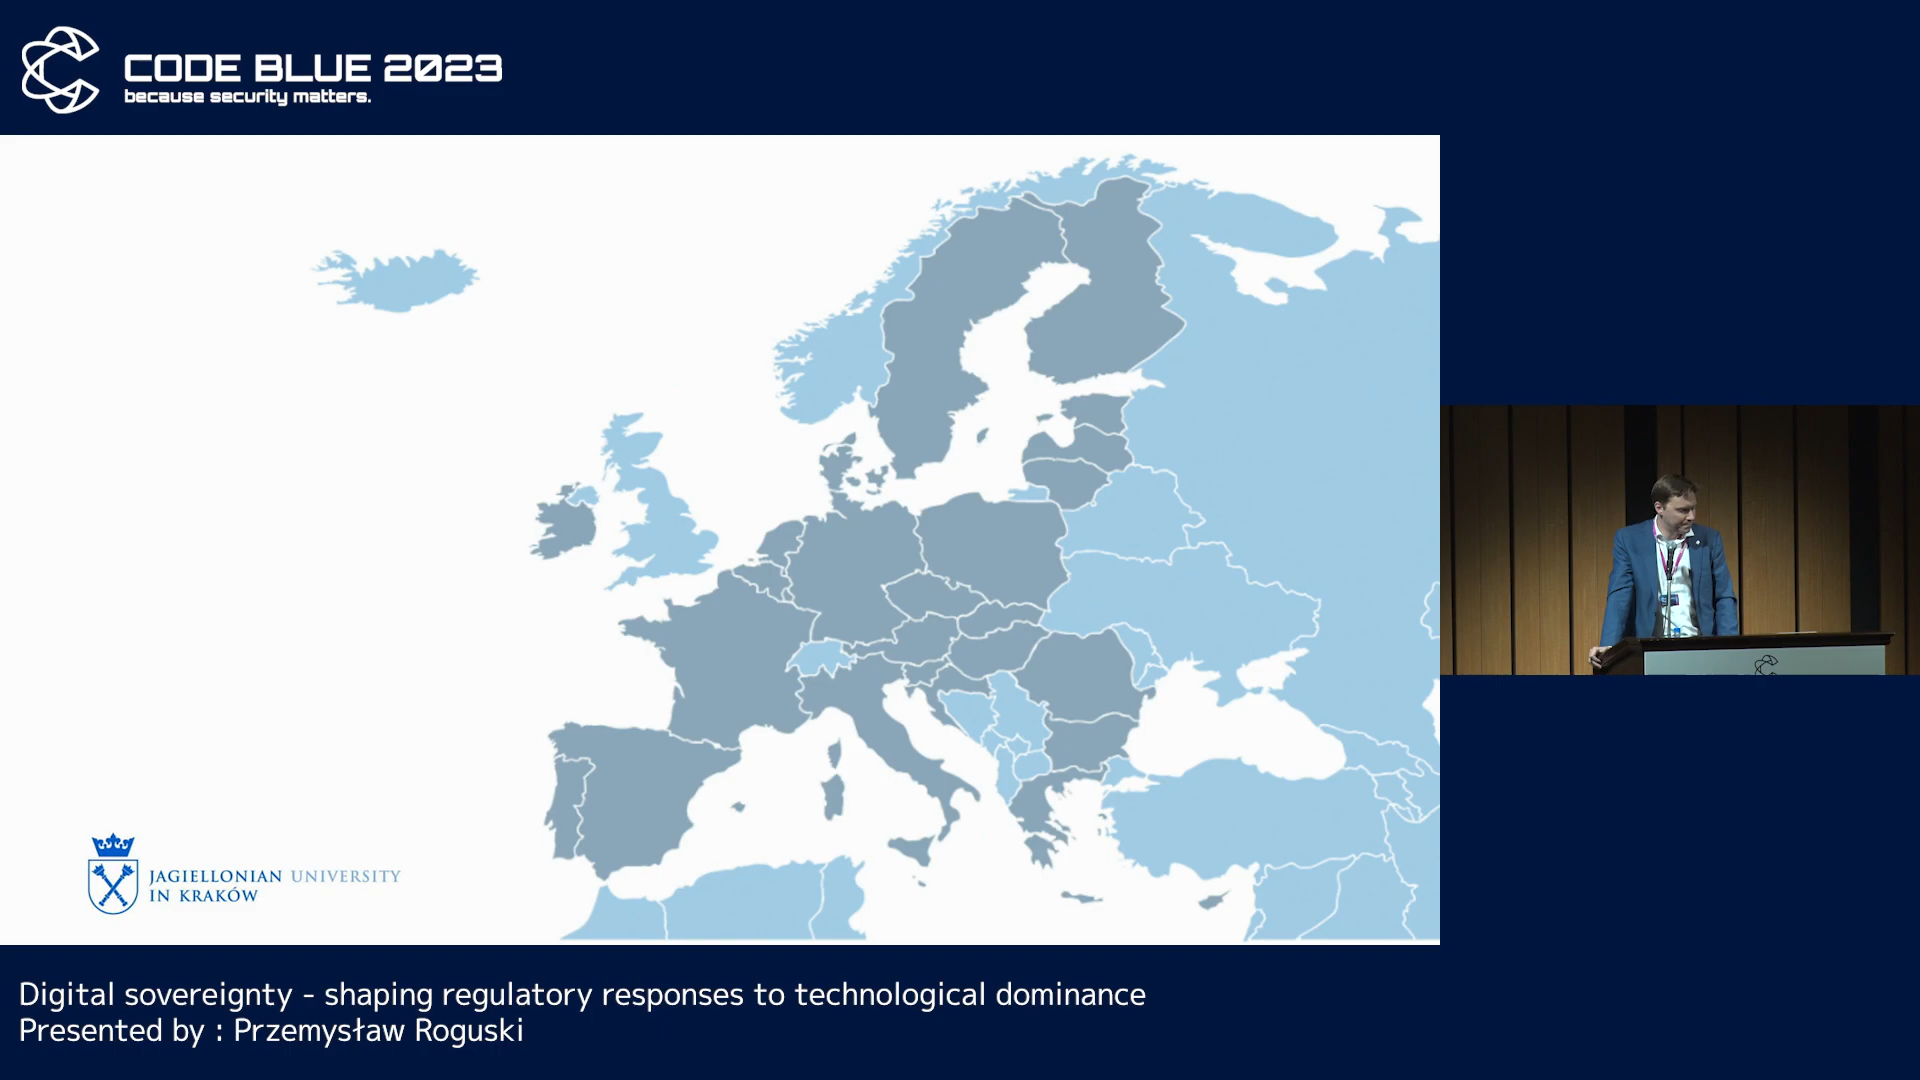 CODE BLUE 2023
because security matters.
JAGIELLONIAN UNIVERSITY
IN KRAKÓW
Digital sovereignty - shaping regulatory responses to technological dominance
Presented by : Przemysław Roguski